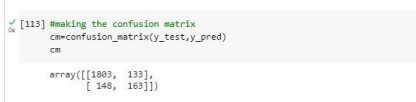 [113] #making the confusion matrix
cm=confusion_matrix(y_test,y_pred)
cm
array([[1803, 133],
[ 148, 163]])